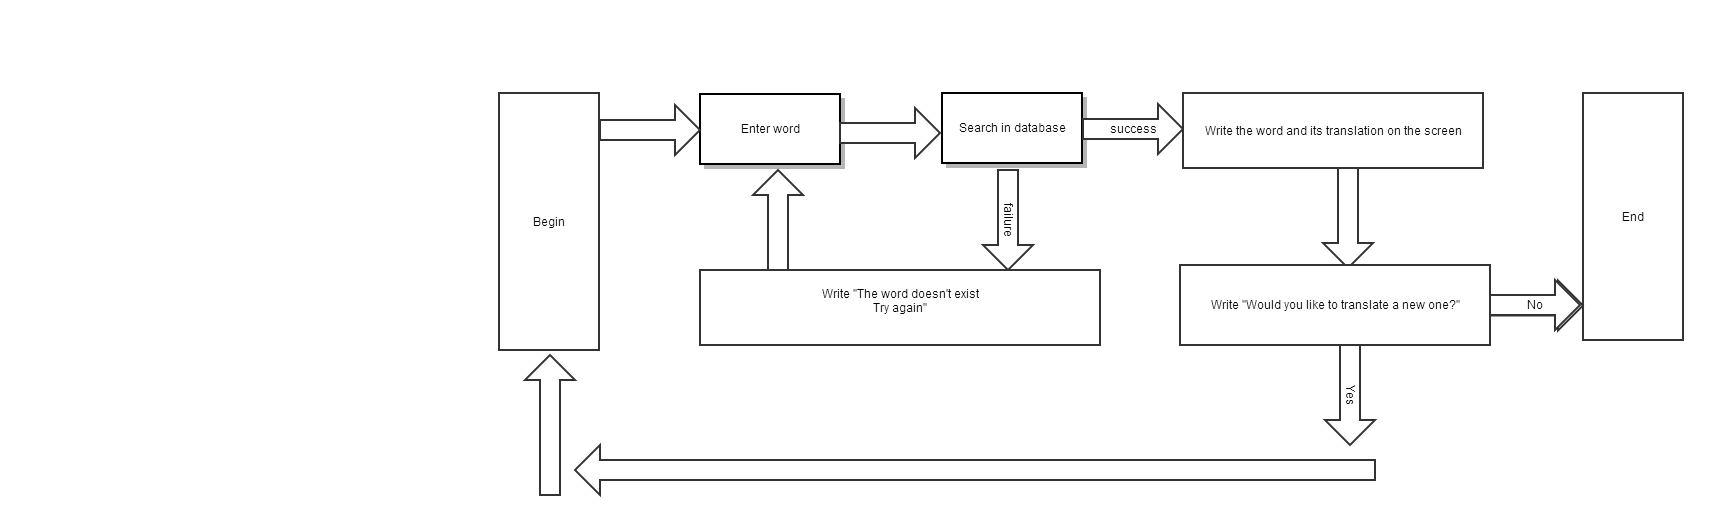 Begin
Enter word
Search in database
success
Write the word and its translation on the screen
End
failure
Write "The word doesn't exist
Try again"
Write "Would you like to translate a new one?"
No
Yes